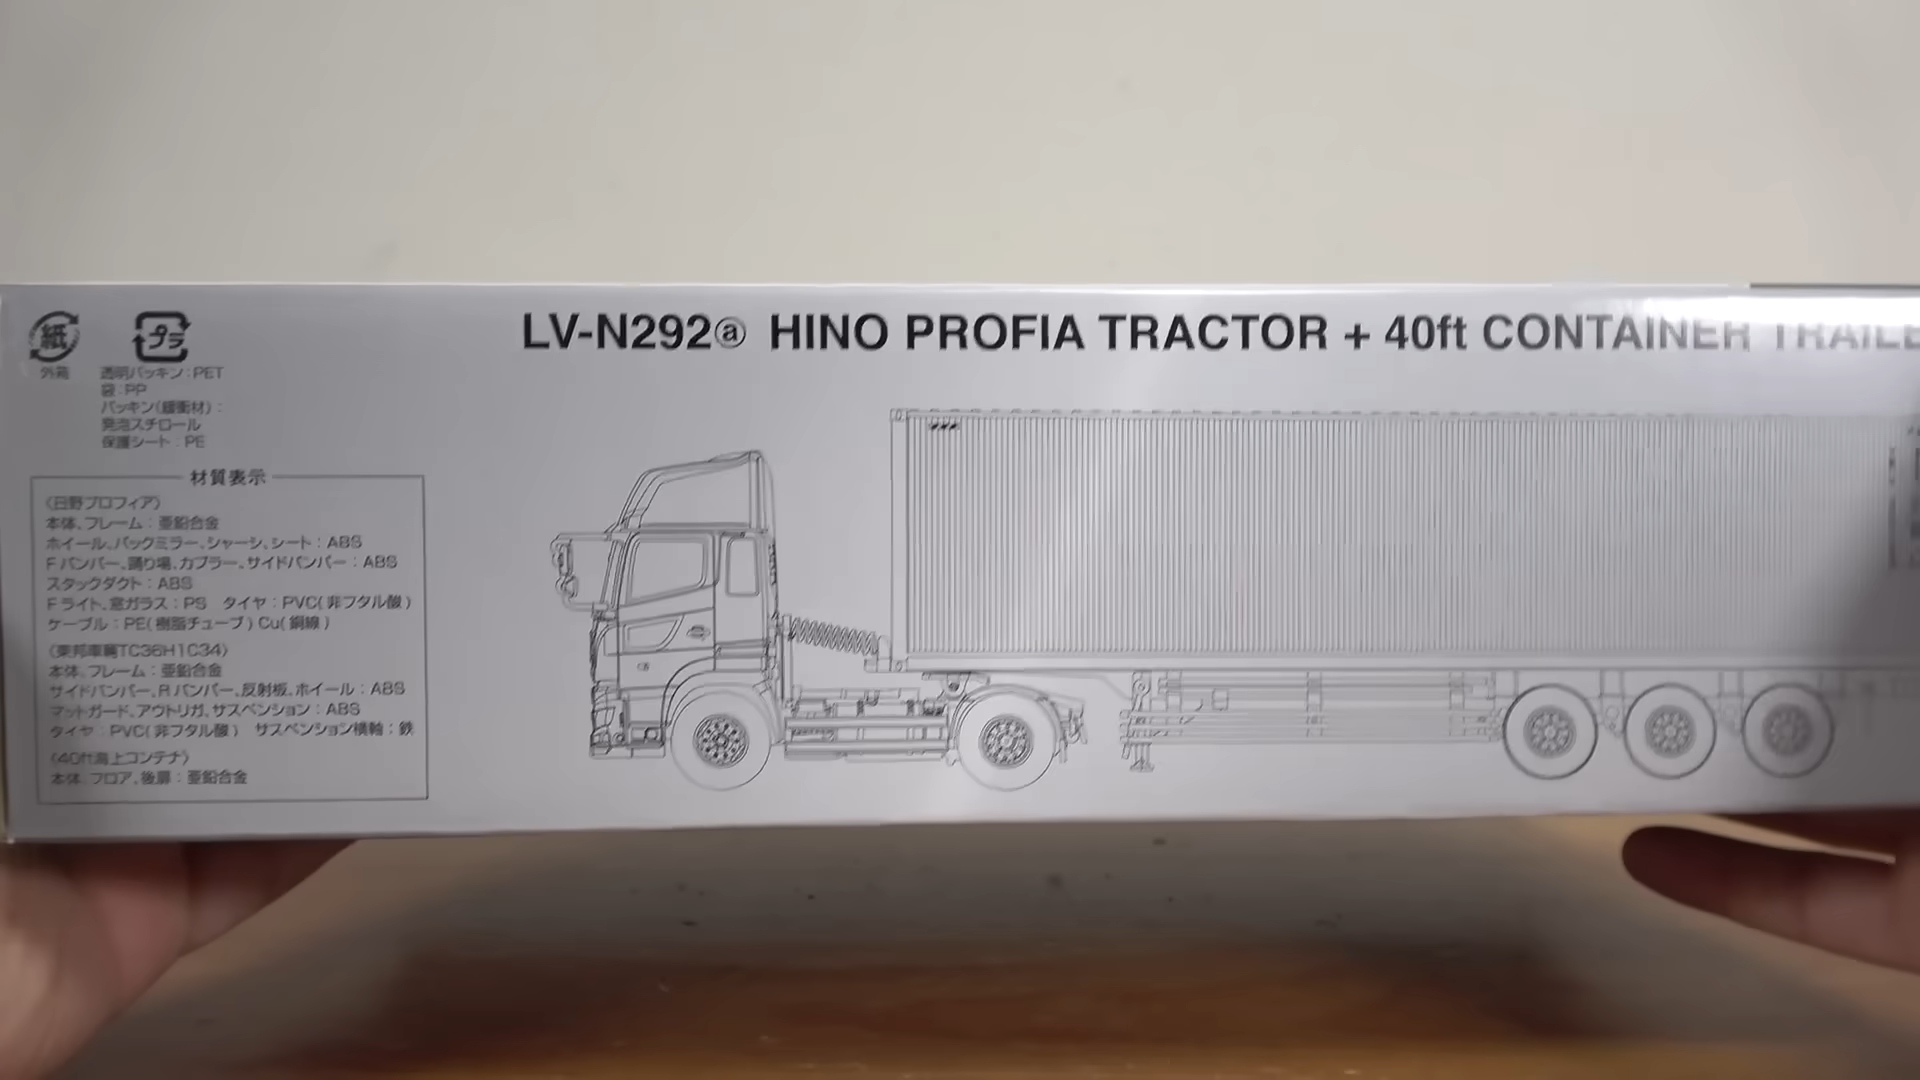 紙
外箱
プラ
透明パッキン：PET
袋：PP
パッキン（緩衝材）：
発泡スチロール
保護シート：PE
LV-N292ⓐ HINO PROFIA TRACTOR + 40ft CONTAINER TRAILE
材質表示
〈日野プロフィア〉
本体、フレーム：亜鉛合金
ホイール、バックミラー、シャーシ、シート：ABS
Fバンパー、踊り場、カプラー、サイドバンパー：ABS
スタックダクト：ABS
Fライト、窓ガラス：PS　タイヤ：PVC(非フタル酸)
ケーブル：PE(樹脂チューブ) Cu(銅線)
〈東邦車輛TC36H1C34〉
本体、フレーム：亜鉛合金
サイドバンパー、Rバンパー、反射板、ホイール：ABS
マットガード、アウトリガ、サスペンション：ABS
タイヤ：PVC(非フタル酸)　サスペンション横軸：鉄
〈40ft海上コンテナ〉
本体、フロア、後扉：亜鉛合金